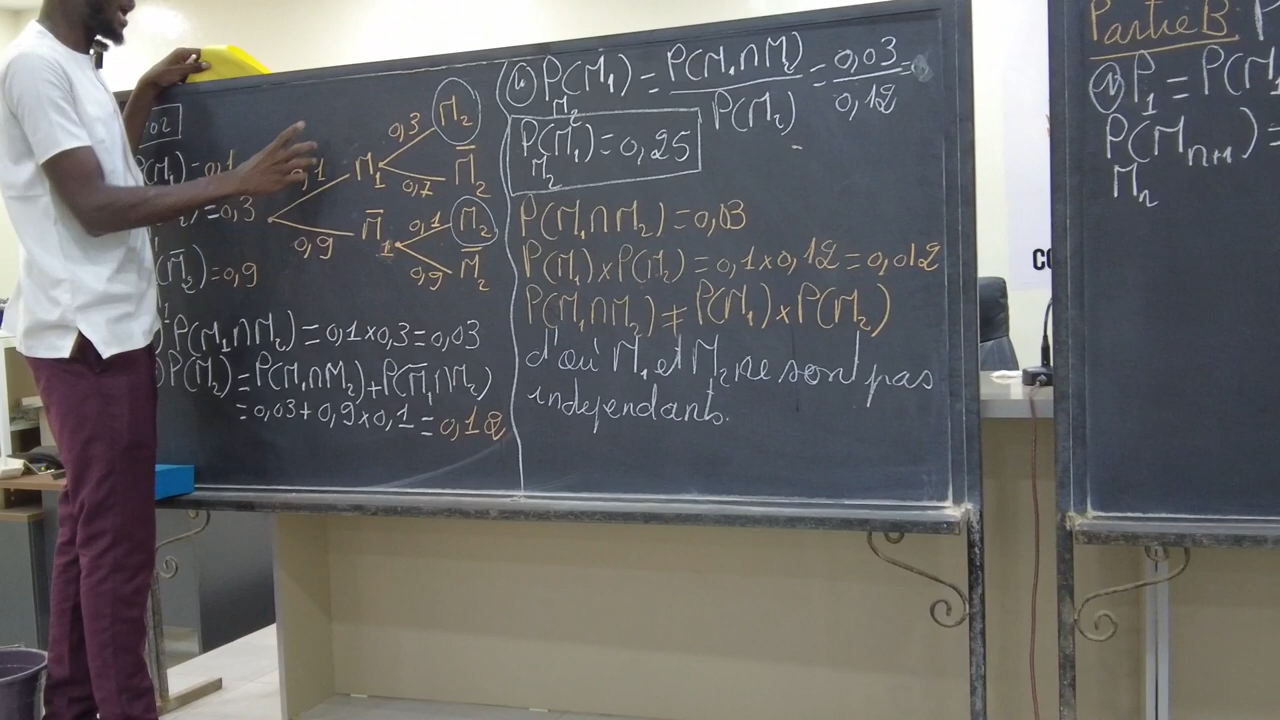 P(M₁)=0,1
=0,3
(M̄₂)=0,9
0,1 M₁ 0,3 M₂
0,7 M̄₂
0,9 M̄₁ 0,1 M₂
0,9 M̄₂
P(M₁∩M₂)=0,1×0,3=0,03
P(M₂)=P(M₁∩M₂)+P(M̄₁∩M₂)
=0,03+0,9×0,1=0,12
P_M₂(M₁)=P(M₁∩M₂)/P(M₂)=0,03/0,12=
P_M₂(M₁)=0,25
P(M₁∩M₂)=0,03
P(M₁)×P(M₂)=0,1×0,12=0,012
P(M₁∩M₂)≠P(M₁)×P(M₂)
d'où M₁ et M₂ ne sont pas
independants.
Partie B
1 P₁=P(M₁
P_Mₙ(Mₙ₊₁)=